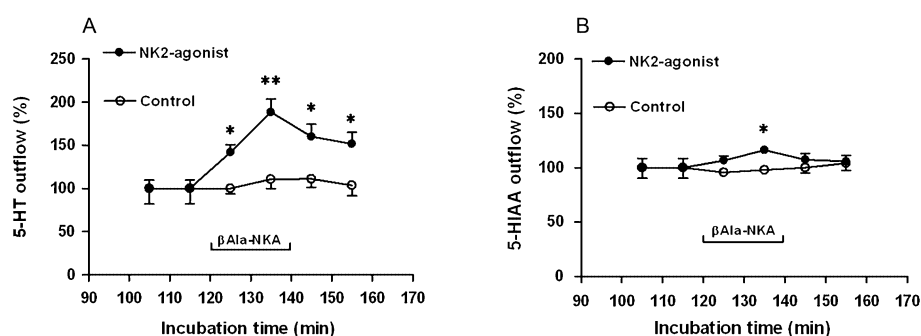 A
250
200
150
100
50
0
90 100 110 120 130 140 150 160 170
5-HT outflow (%)
Incubation time (min)
NK2-agonist
Control
*
**
*
*
βAla-NKA
B
250
200
150
100
50
0
90 100 110 120 130 140 150 160 170
5-HIAA outflow (%)
Incubation time (min)
NK2-agonist
Control
*
βAla-NKA